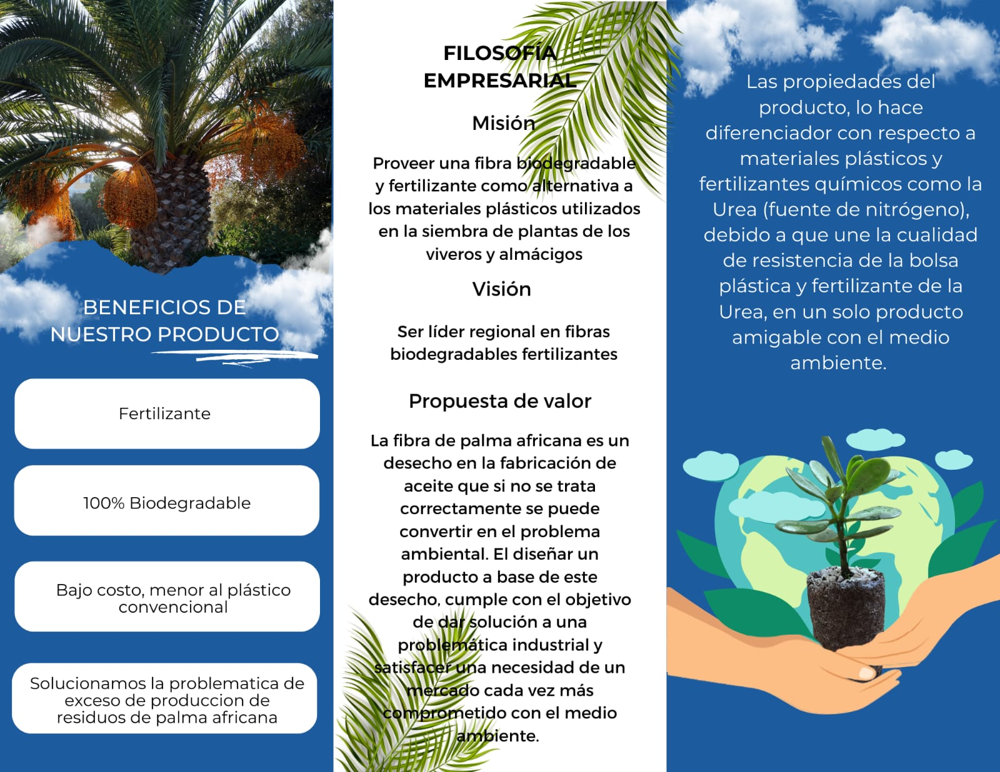 BENEFICIOS DE
NUESTRO PRODUCTO
Fertilizante
100% Biodegradable
Bajo costo, menor al plástico
convencional
Solucionamos la problematica de
exceso de produccion de
residuos de palma africana
FILOSOFÍA
EMPRESARIAL
Misión
Proveer una fibra biodegradable
y fertilizante como alternativa a
los materiales plásticos utilizados
en la siembra de plantas de los
viveros y almácigos
Visión
Ser líder regional en fibras
biodegradables fertilizantes
Propuesta de valor
La fibra de palma africana es un
desecho en la fabricación de
aceite que si no se trata
correctamente se puede
convertir en el problema
ambiental. El diseñar un
producto a base de este
desecho, cumple con el objetivo
de dar solución a una
problemática industrial y
satisfacer una necesidad de un
mercado cada vez más
comprometido con el medio
ambiente.
Las propiedades del
producto, lo hace
diferenciador con respecto a
materiales plásticos y
fertilizantes químicos como la
Urea (fuente de nitrógeno),
debido a que une la cualidad
de resistencia de la bolsa
plástica y fertilizante de la
Urea, en un solo producto
amigable con el medio
ambiente.